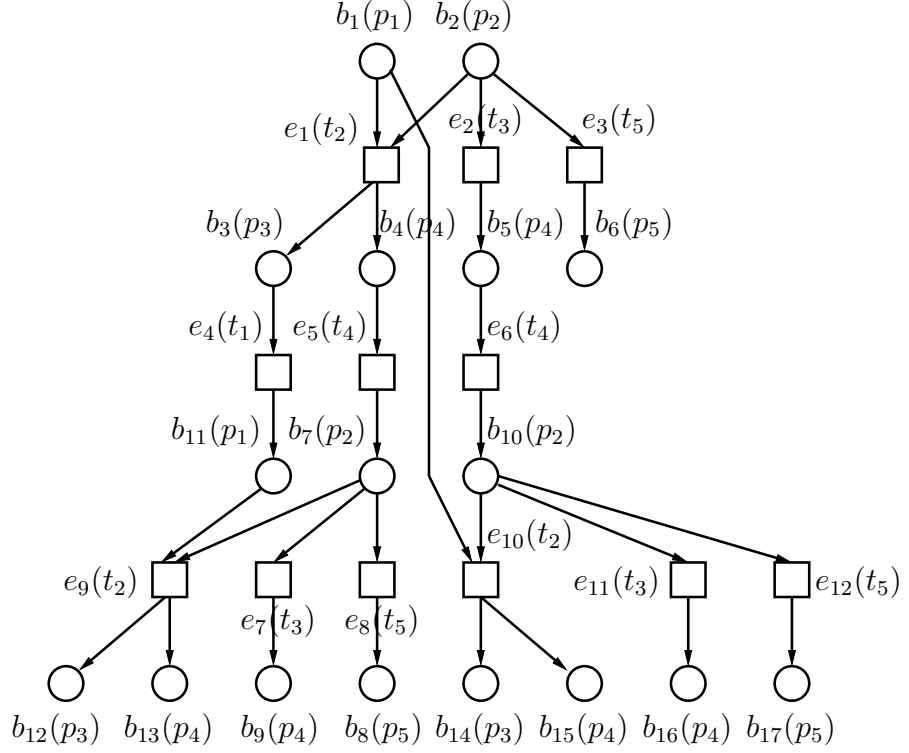 b₁(p₁) b₂(p₂)
e₁(t₂) e₂(t₃) e₃(t₅)
b₃(p₃) b₄(p₄) b₅(p₄) b₆(p₅)
e₄(t₁) e₅(t₄) e₆(t₄)
b₁₁(p₁) b₇(p₂) b₁₀(p₂)
e₁₀(t₂)
e₉(t₂) e₁₁(t₃) e₁₂(t₅)
e₇(t₃) e₈(t₅)
b₁₂(p₃) b₁₃(p₄) b₉(p₄) b₈(p₅) b₁₄(p₃) b₁₅(p₄) b₁₆(p₄) b₁₇(p₅)